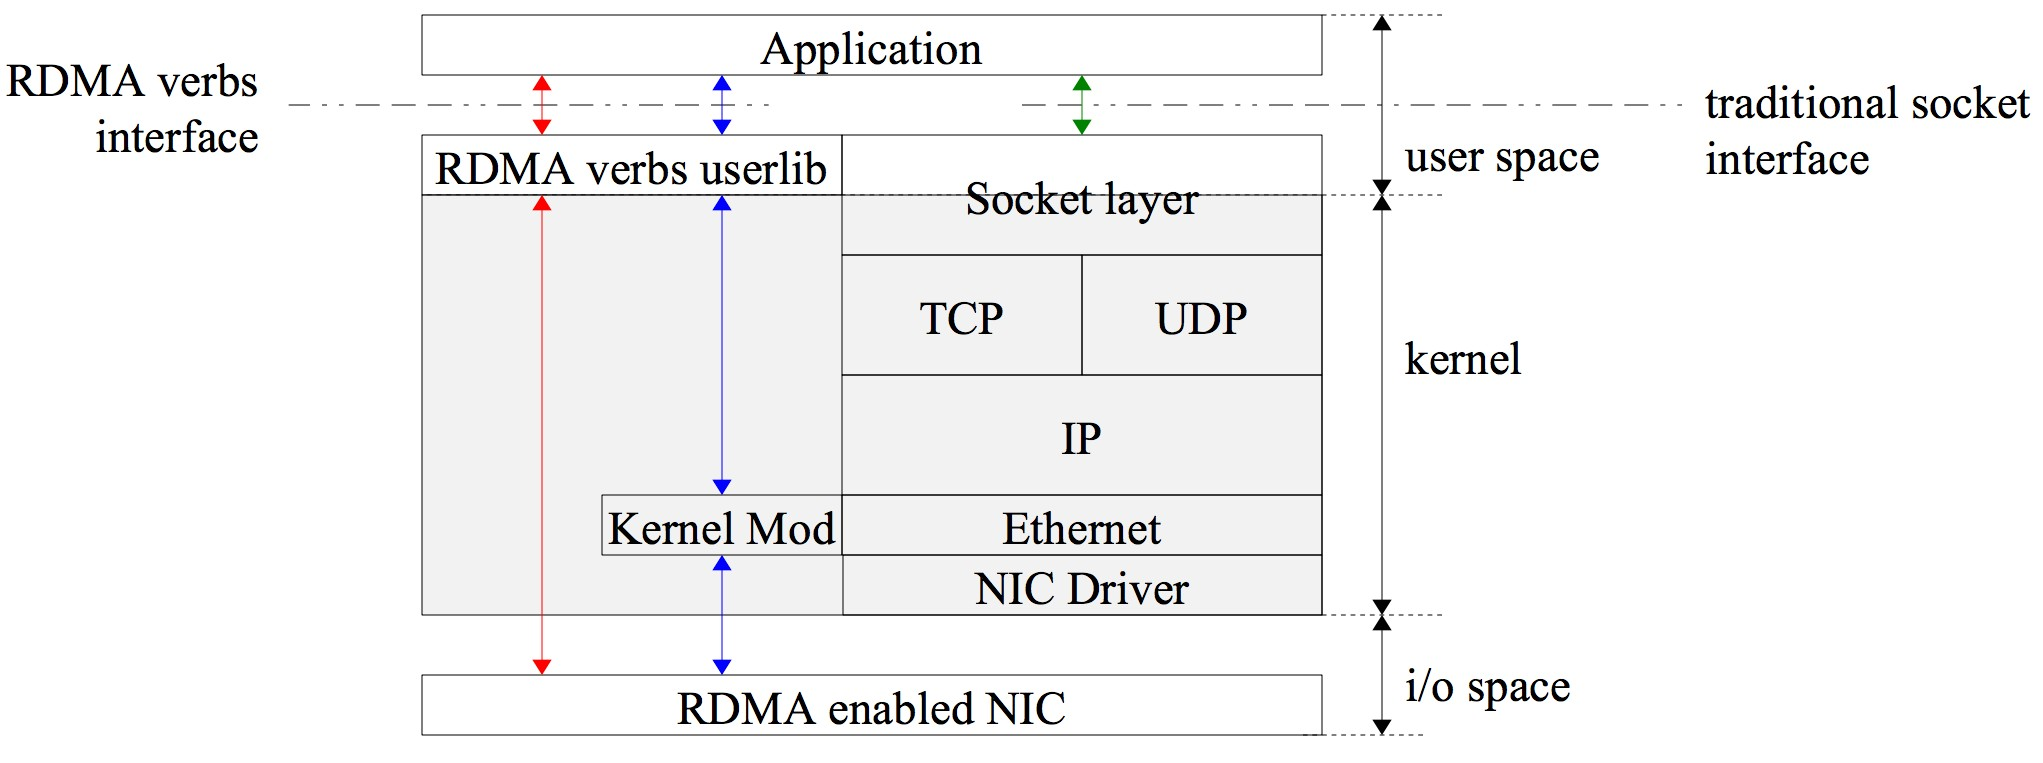 Application
RDMA verbs
interface
traditional socket
interface
RDMA verbs userlib
user space
Socket layer
TCP
UDP
kernel
IP
Kernel Mod
Ethernet
NIC Driver
i/o space
RDMA enabled NIC